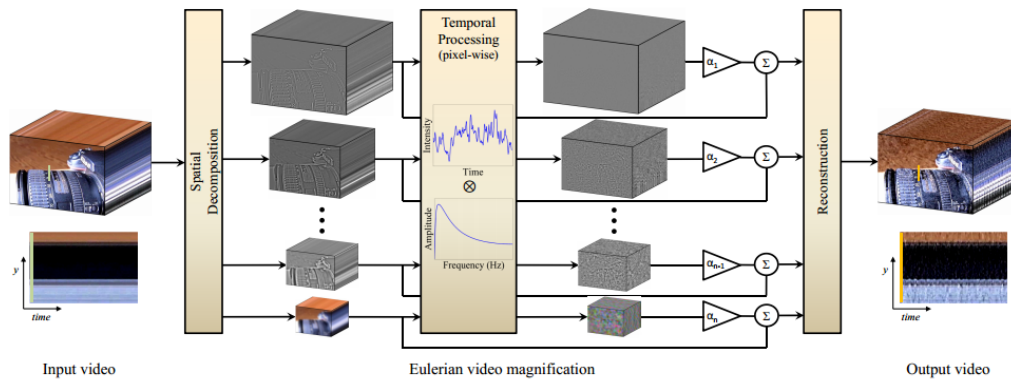 Temporal
Processing
(pixel-wise)
α1
Σ
Spatial
Decomposition
Intensity
Time
⊗
α2
Σ
Reconstruction
Amplitude
Frequency (Hz)
y
time
αn-1
Σ
αn
Σ
y
time
Input video
Eulerian video magnification
Output video